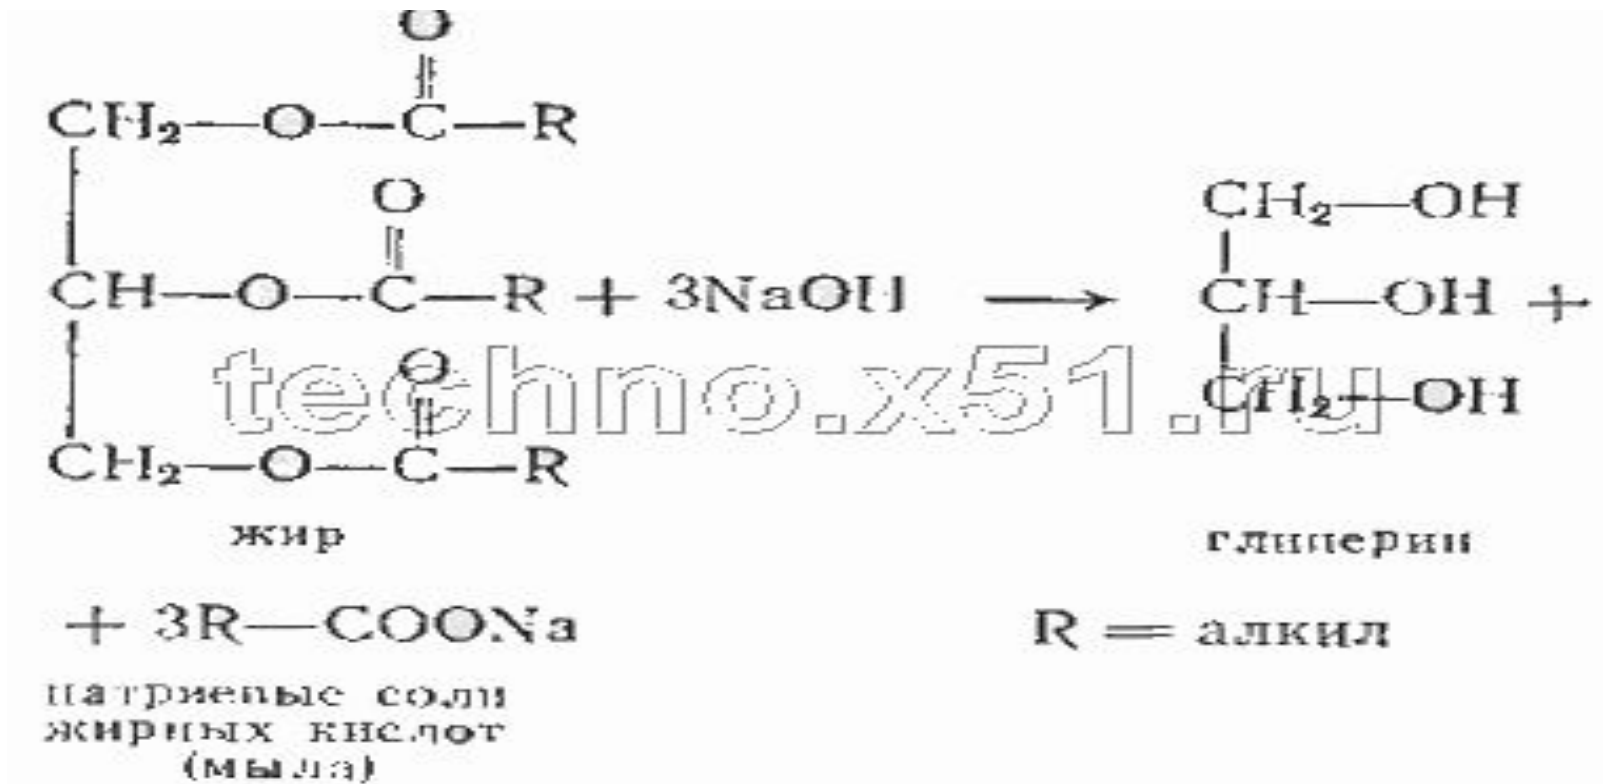 O
CH₂—O—C—R
O
CH₂—OH
CH—O—C—R + 3NaOH → CH—OH +
O
techno.x51.ru
CH₂—OH
CH₂—O—C—R
жир
глицерин
+ 3R—COONa
R = алкил
натриевые соли
жирных кислот
(мыла)